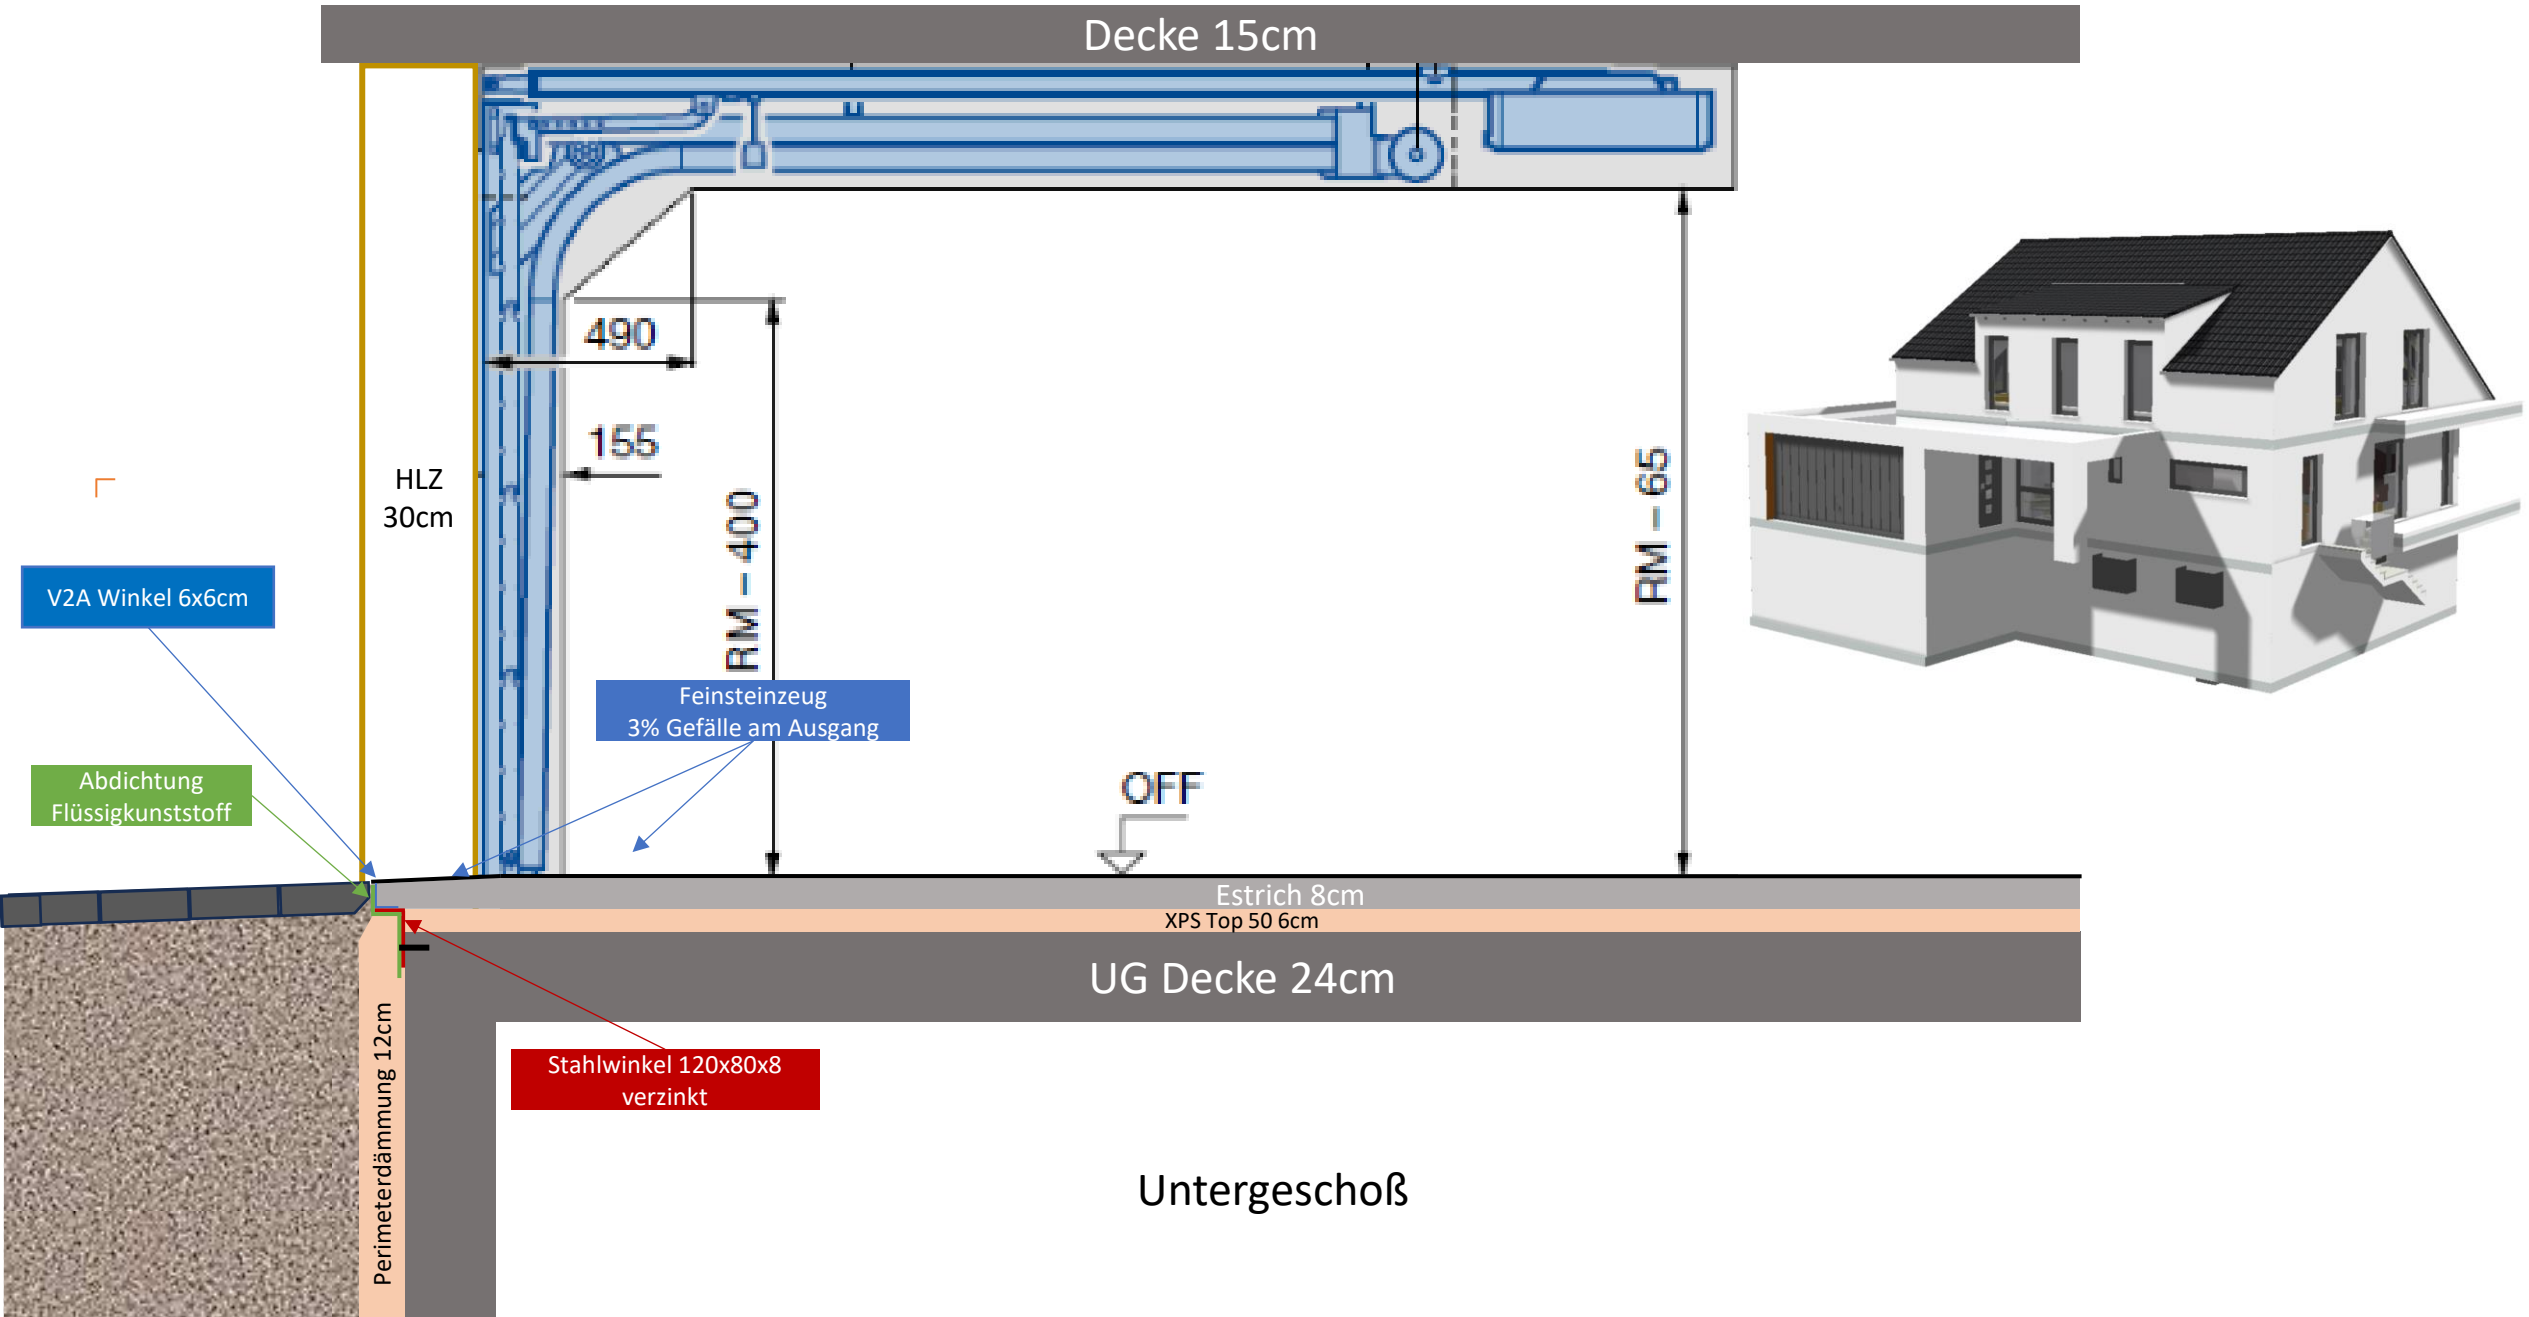 Decke 15cm
490
155
HLZ
30cm
RM – 400
RM – 65
V2A Winkel 6x6cm
Feinsteinzeug
3% Gefälle am Ausgang
Abdichtung
Flüssigkunststoff
OFF
Estrich 8cm
XPS Top 50 6cm
UG Decke 24cm
Perimeterdämmung 12cm
Stahlwinkel 120x80x8
verzinkt
Untergeschoß